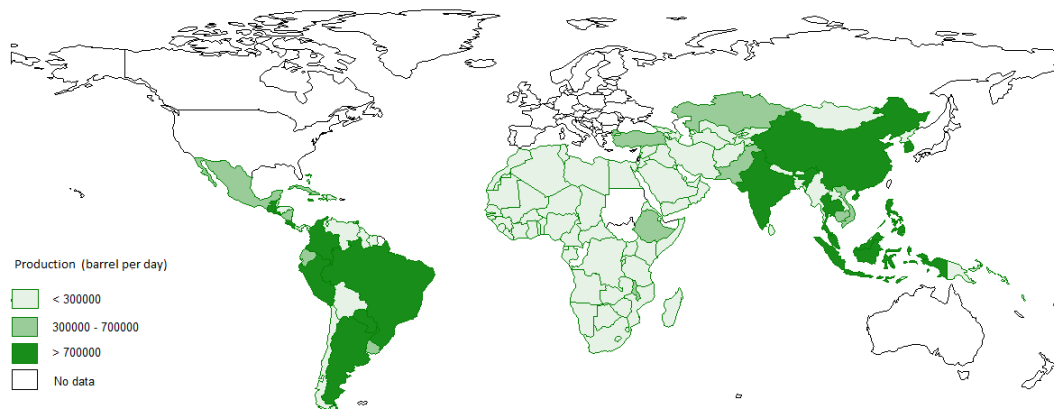 Production (barrel per day)
< 300000
300000 - 700000
> 700000
No data